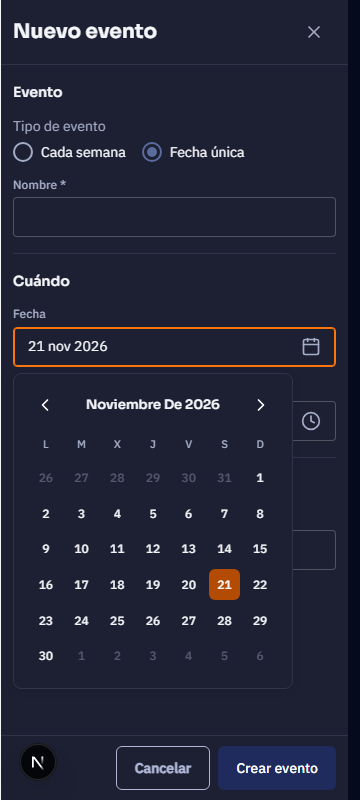 Nuevo evento
Evento
Tipo de evento
Cada semana Fecha única
Nombre *
Cuándo
Fecha
21 nov 2026
Noviembre De 2026
L M X J V S D
26 27 28 29 30 31 1
2 3 4 5 6 7 8
9 10 11 12 13 14 15
16 17 18 19 20 21 22
23 24 25 26 27 28 29
30 1 2 3 4 5 6
N Cancelar Crear evento